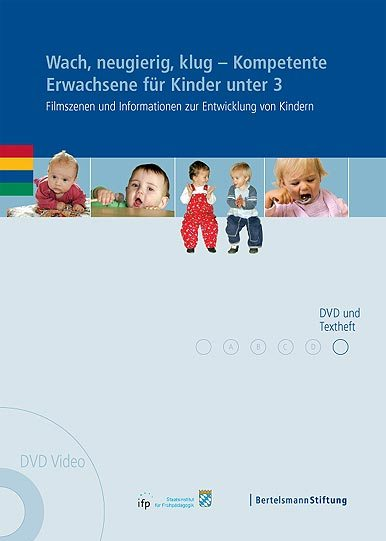 Wach, neugierig, klug – Kompetente
Erwachsene für Kinder unter 3
Filmszenen und Informationen zur Entwicklung von Kindern
DVD und
Textheft
A B C D
DVD Video
ifp
Staatsinstitut
für Frühpädagogik
BertelsmannStiftung